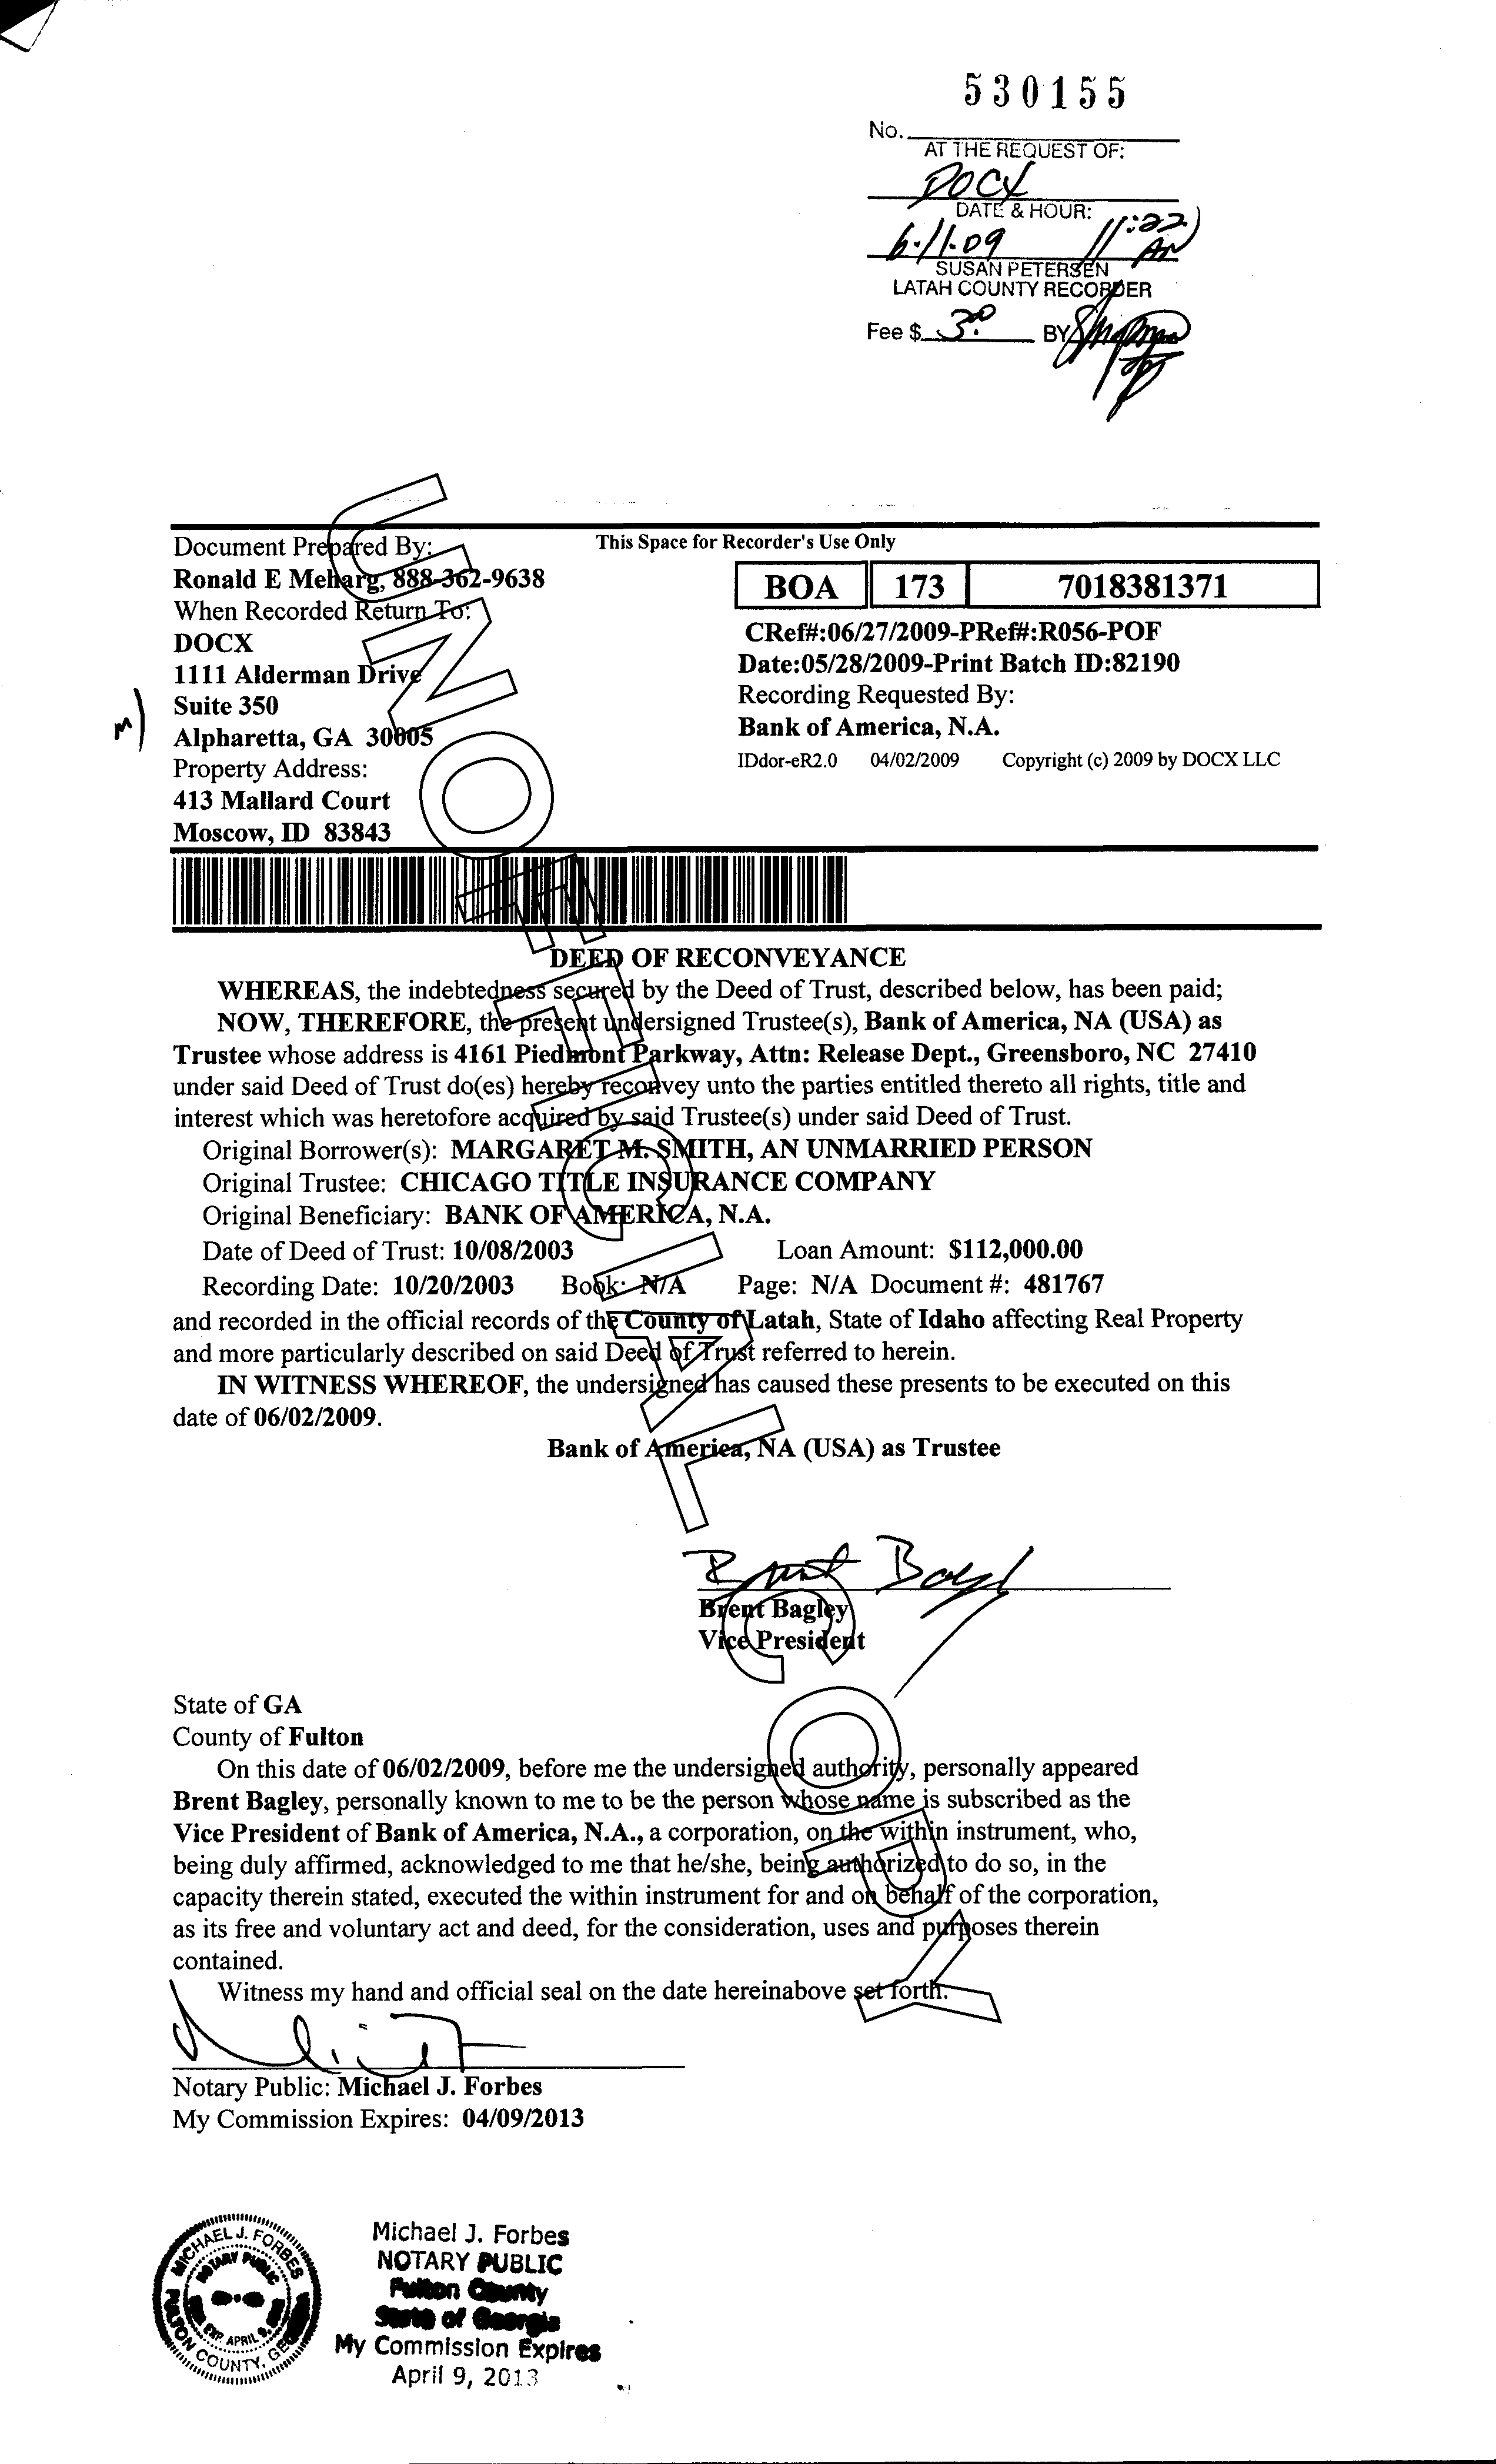 530155
No.
AT THE REQUEST OF:
DOCX
DATE & HOUR:
6.11.09 11:22 AM
SUSAN PETERSEN
LATAH COUNTY RECORDER
Fee $ 3.00 BY
This Space for Recorder's Use Only
Document Prepared By:
Ronald E Meharg, 888-362-9638
When Recorded Return To:
DOCX
1111 Alderman Drive
Suite 350
Alpharetta, GA 30005
Property Address:
413 Mallard Court
Moscow, ID 83843
m)
BOA 173 7018381371
CRef#:06/27/2009-PRef#:R056-POF
Date:05/28/2009-Print Batch ID:82190
Recording Requested By:
Bank of America, N.A.
IDdor-eR2.0 04/02/2009 Copyright (c) 2009 by DOCX LLC
DEED OF RECONVEYANCE
WHEREAS, the indebtedness secured by the Deed of Trust, described below, has been paid;
NOW, THEREFORE, the present undersigned Trustee(s), Bank of America, NA (USA) as
Trustee whose address is 4161 Piedmont Parkway, Attn: Release Dept., Greensboro, NC 27410
under said Deed of Trust do(es) hereby reconvey unto the parties entitled thereto all rights, title and
interest which was heretofore acquired by said Trustee(s) under said Deed of Trust.
Original Borrower(s): MARGARET M. SMITH, AN UNMARRIED PERSON
Original Trustee: CHICAGO TITLE INSURANCE COMPANY
Original Beneficiary: BANK OF AMERICA, N.A.
Date of Deed of Trust: 10/08/2003 Loan Amount: $112,000.00
Recording Date: 10/20/2003 Book: N/A Page: N/A Document #: 481767
and recorded in the official records of the County of Latah, State of Idaho affecting Real Property
and more particularly described on said Deed of Trust referred to herein.
IN WITNESS WHEREOF, the undersigned has caused these presents to be executed on this
date of 06/02/2009.
Bank of America, NA (USA) as Trustee
Brent Bagley
Vice President
State of GA
County of Fulton
On this date of 06/02/2009, before me the undersigned authority, personally appeared
Brent Bagley, personally known to me to be the person whose name is subscribed as the
Vice President of Bank of America, N.A., a corporation, on the within instrument, who,
being duly affirmed, acknowledged to me that he/she, being authorized to do so, in the
capacity therein stated, executed the within instrument for and on behalf of the corporation,
as its free and voluntary act and deed, for the consideration, uses and purposes therein
contained.
Witness my hand and official seal on the date hereinabove set forth.
Notary Public: Michael J. Forbes
My Commission Expires: 04/09/2013
MICHAEL J. FORBES
NOTARY PUBLIC
EXP. APRIL 9,
FULTON COUNTY, GEORGIA
Michael J. Forbes
NOTARY PUBLIC
Fulton County
State of Georgia
My Commission Expires
April 9, 2013
UNOFFICIAL COPY